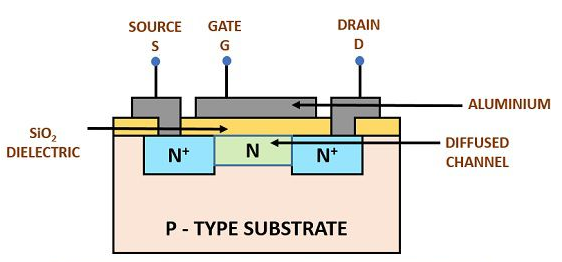 SOURCE
S
GATE
G
DRAIN
D
ALUMINIUM
SiO₂
DIELECTRIC
DIFFUSED
CHANNEL
N⁺
N
N⁺
P - TYPE SUBSTRATE